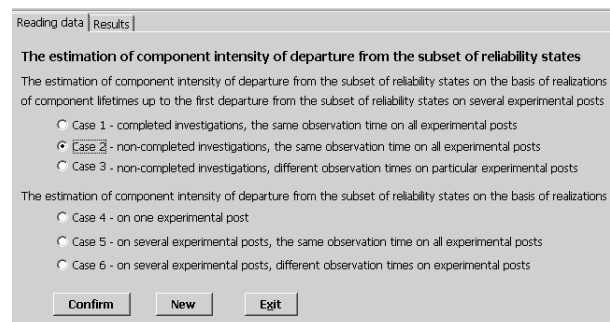 Reading data Results
The estimation of component intensity of departure from the subset of reliability states
The estimation of component intensity of departure from the subset of reliability states on the basis of realizations
of component lifetimes up to the first departure from the subset of reliability states on several experimental posts
Case 1 - completed investigations, the same observation time on all experimental posts
Case 2 - non-completed investigations, the same observation time on all experimental posts
Case 3 - non-completed investigations, different observation times on particular experimental posts
The estimation of component intensity of departure from the subset of reliability states on the basis of realizations
Case 4 - on one experimental post
Case 5 - on several experimental posts, the same observation time on all experimental posts
Case 6 - on several experimental posts, different observation times on experimental posts
Confirm New Exit